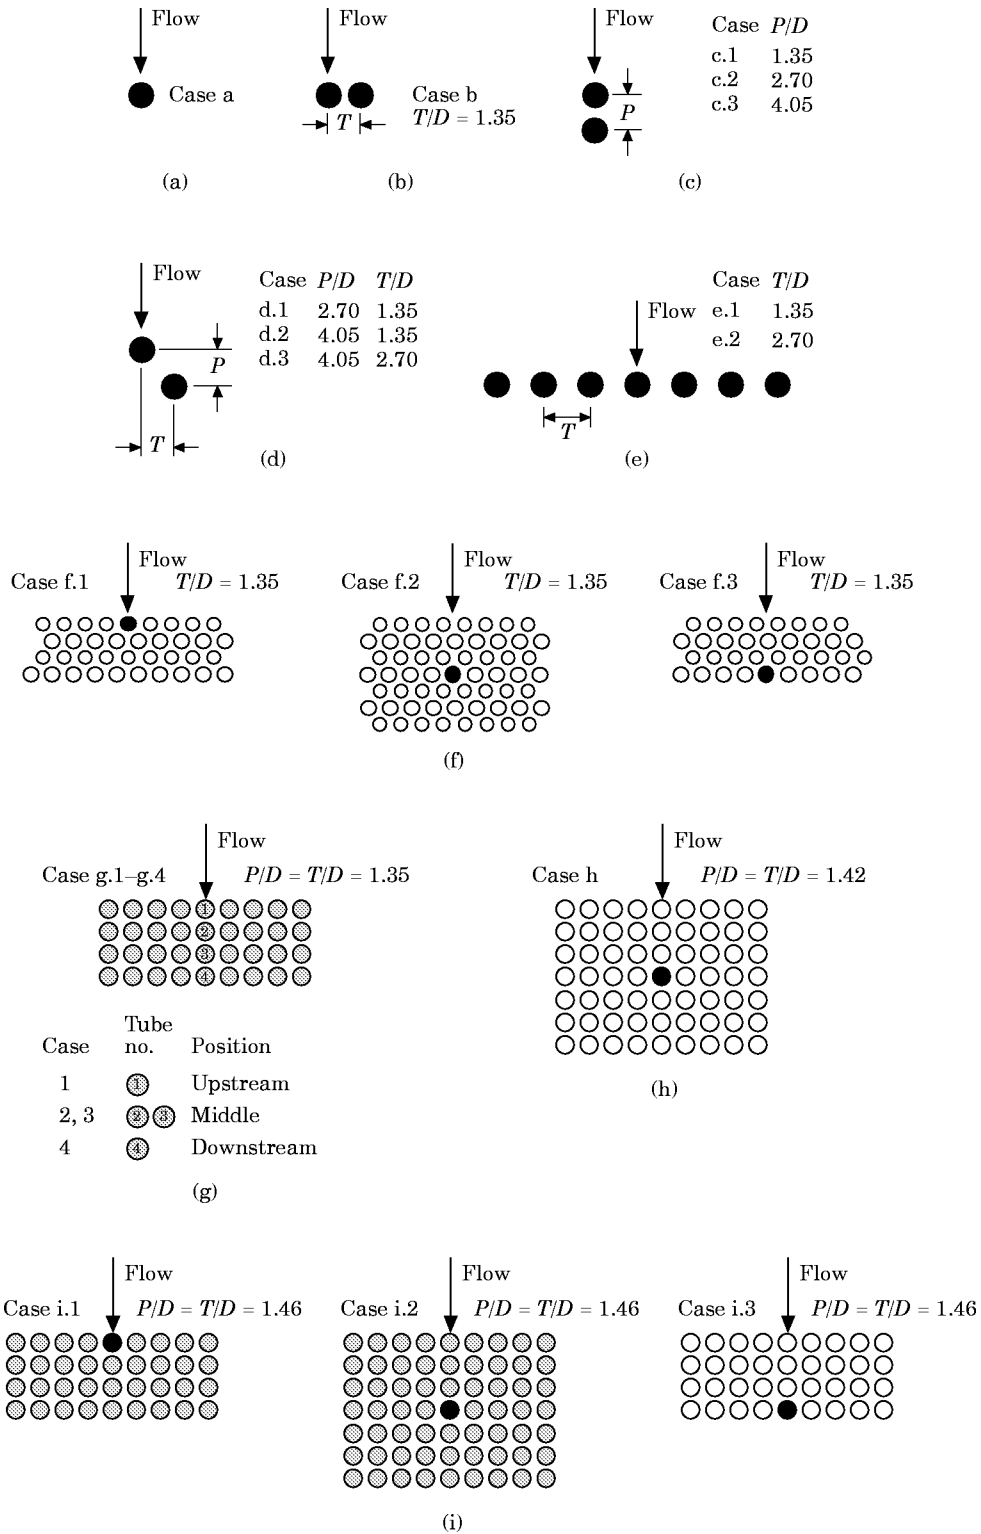 Flow
Case a
(a)
Flow
Case b
T/D = 1.35
T
(b)
Flow
P
Case P/D
c.1 1.35
c.2 2.70
c.3 4.05
(c)
Flow
P
T
Case P/D T/D
d.1 2.70 1.35
d.2 4.05 1.35
d.3 4.05 2.70
(d)
Flow
Case T/D
e.1 1.35
e.2 2.70
T
(e)
Flow
Case f.1 T/D = 1.35
Flow
Case f.2 T/D = 1.35
Flow
Case f.3 T/D = 1.35
(f)
Flow
Case g.1–g.4 P/D = T/D = 1.35
1
2
3
4
Tube
Case no. Position
1 1 Upstream
2, 3 2 3 Middle
4 4 Downstream
(g)
Flow
Case h P/D = T/D = 1.42
(h)
Flow
Case i.1 P/D = T/D = 1.46
Flow
Case i.2 P/D = T/D = 1.46
Flow
Case i.3 P/D = T/D = 1.46
(i)